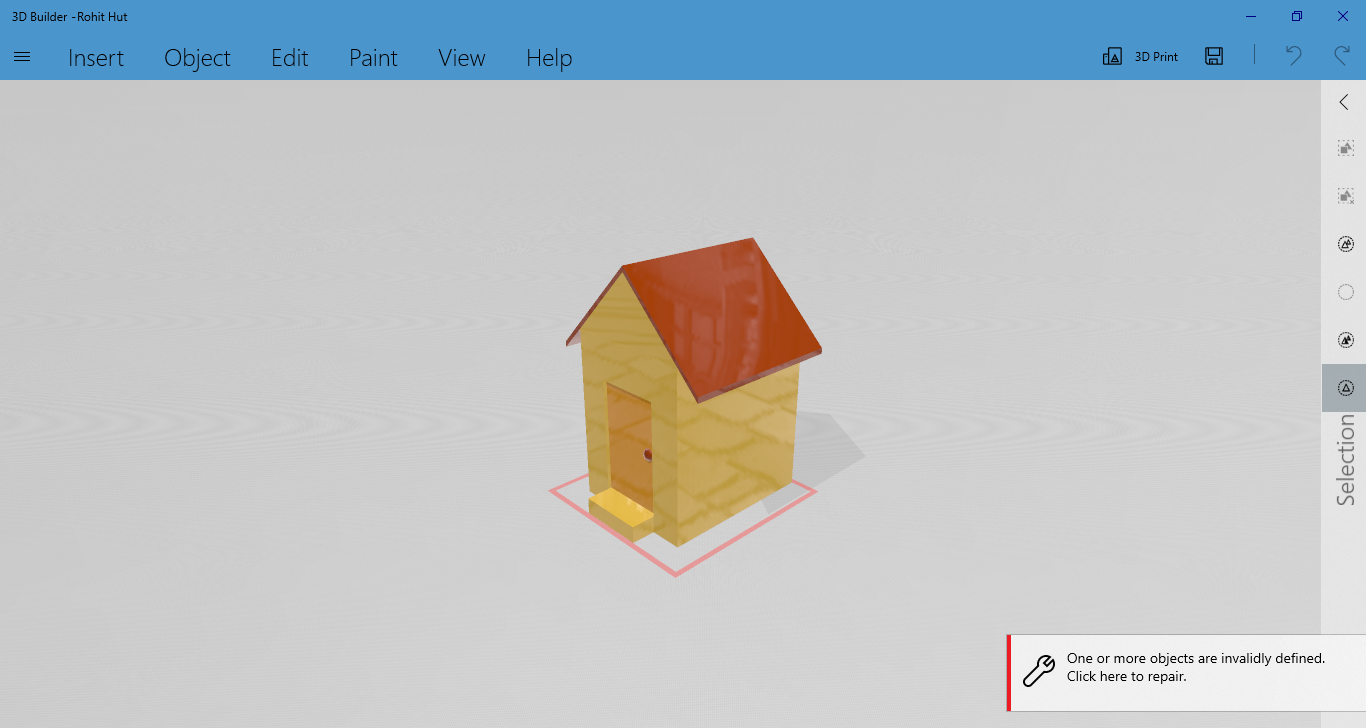 3D Builder -Rohit Hut
Insert Object Edit Paint View Help 3D Print
Selection
One or more objects are invalidly defined.
Click here to repair.